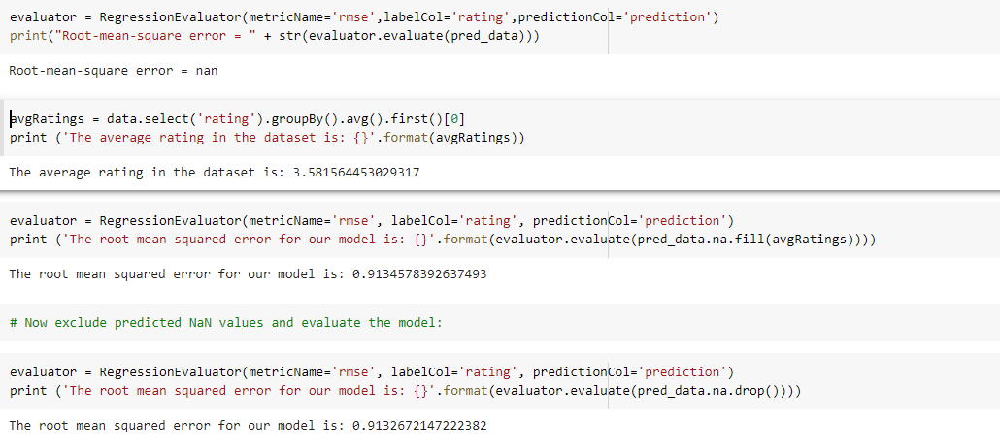 evaluator = RegressionEvaluator(metricName='rmse',labelCol='rating',predictionCol='prediction')
print("Root-mean-square error = " + str(evaluator.evaluate(pred_data)))
Root-mean-square error = nan
avgRatings = data.select('rating').groupBy().avg().first()[0]
print ('The average rating in the dataset is: {}'.format(avgRatings))
The average rating in the dataset is: 3.581564453029317
evaluator = RegressionEvaluator(metricName='rmse', labelCol='rating', predictionCol='prediction')
print ('The root mean squared error for our model is: {}'.format(evaluator.evaluate(pred_data.na.fill(avgRatings))))
The root mean squared error for our model is: 0.9134578392637493
# Now exclude predicted NaN values and evaluate the model:
evaluator = RegressionEvaluator(metricName='rmse', labelCol='rating', predictionCol='prediction')
print ('The root mean squared error for our model is: {}'.format(evaluator.evaluate(pred_data.na.drop())))
The root mean squared error for our model is: 0.9132672147222382